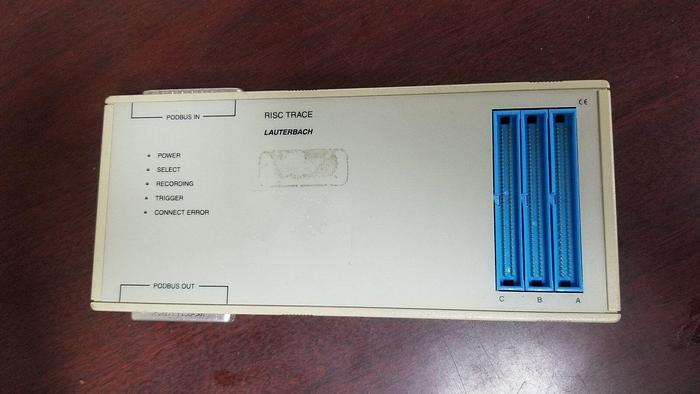 PODBUS IN
RISC TRACE
LAUTERBACH
POWER
SELECT
RECORDING
TRIGGER
CONNECT ERROR
PODBUS OUT
CE
C B A